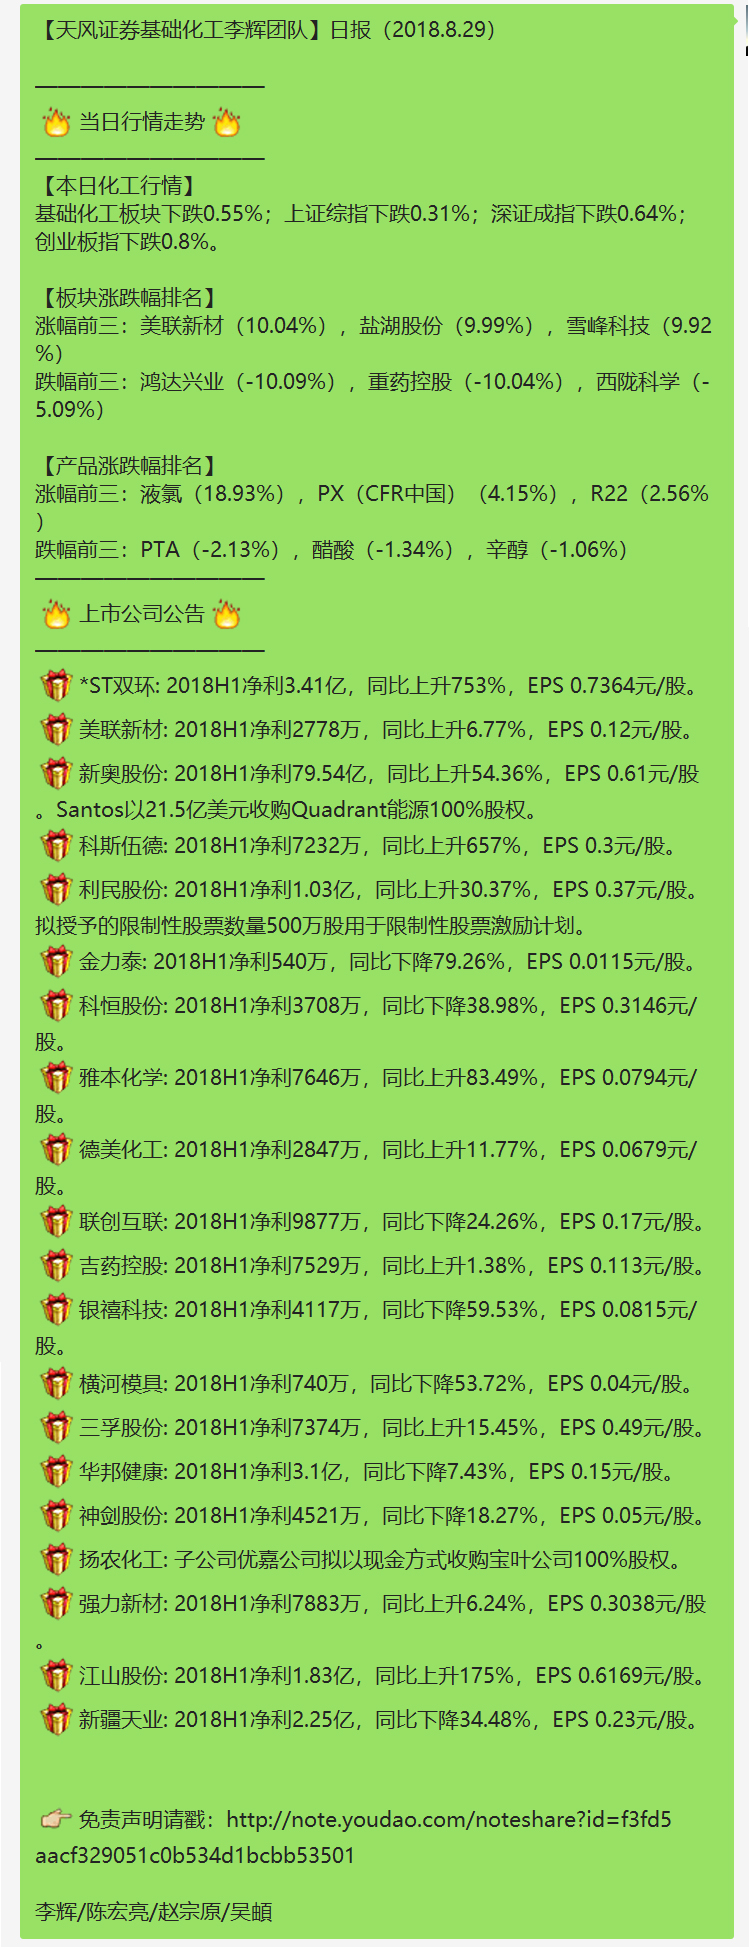 【天风证券基础化工李辉团队】日报（2018.8.29）
———————————
当日行情走势
———————————
【本日化工行情】
基础化工板块下跌0.55%；上证综指下跌0.31%；深证成指下跌0.64%；
创业板指下跌0.8%。
【板块涨跌幅排名】
涨幅前三：美联新材（10.04%），盐湖股份（9.99%），雪峰科技（9.92
%）
跌幅前三：鸿达兴业（-10.09%），重药控股（-10.04%），西陇科学（-
5.09%）
【产品涨跌幅排名】
涨幅前三：液氯（18.93%），PX（CFR中国）（4.15%），R22（2.56%
）
跌幅前三：PTA（-2.13%），醋酸（-1.34%），辛醇（-1.06%）
———————————
上市公司公告
———————————
*ST双环: 2018H1净利3.41亿，同比上升753%，EPS 0.7364元/股。
美联新材: 2018H1净利2778万，同比上升6.77%，EPS 0.12元/股。
新奥股份: 2018H1净利79.54亿，同比上升54.36%，EPS 0.61元/股
。Santos以21.5亿美元收购Quadrant能源100%股权。
科斯伍德: 2018H1净利7232万，同比上升657%，EPS 0.3元/股。
利民股份: 2018H1净利1.03亿，同比上升30.37%，EPS 0.37元/股。
拟授予的限制性股票数量500万股用于限制性股票激励计划。
金力泰: 2018H1净利540万，同比下降79.26%，EPS 0.0115元/股。
科恒股份: 2018H1净利3708万，同比下降38.98%，EPS 0.3146元/
股。
雅本化学: 2018H1净利7646万，同比上升83.49%，EPS 0.0794元/
股。
德美化工: 2018H1净利2847万，同比上升11.77%，EPS 0.0679元/
股。
联创互联: 2018H1净利9877万，同比下降24.26%，EPS 0.17元/股。
吉药控股: 2018H1净利7529万，同比上升1.38%，EPS 0.113元/股。
银禧科技: 2018H1净利4117万，同比下降59.53%，EPS 0.0815元/
股。
横河模具: 2018H1净利740万，同比下降53.72%，EPS 0.04元/股。
三孚股份: 2018H1净利7374万，同比上升15.45%，EPS 0.49元/股。
华邦健康: 2018H1净利3.1亿，同比下降7.43%，EPS 0.15元/股。
神剑股份: 2018H1净利4521万，同比下降18.27%，EPS 0.05元/股。
扬农化工: 子公司优嘉公司拟以现金方式收购宝叶公司100%股权。
强力新材: 2018H1净利7883万，同比上升6.24%，EPS 0.3038元/股
。
江山股份: 2018H1净利1.83亿，同比上升175%，EPS 0.6169元/股。
新疆天业: 2018H1净利2.25亿，同比下降34.48%，EPS 0.23元/股。
免责声明请戳：http://note.youdao.com/noteshare?id=f3fd5
aacf329051c0b534d1bcbb53501
李辉/陈宏亮/赵宗原/吴頔